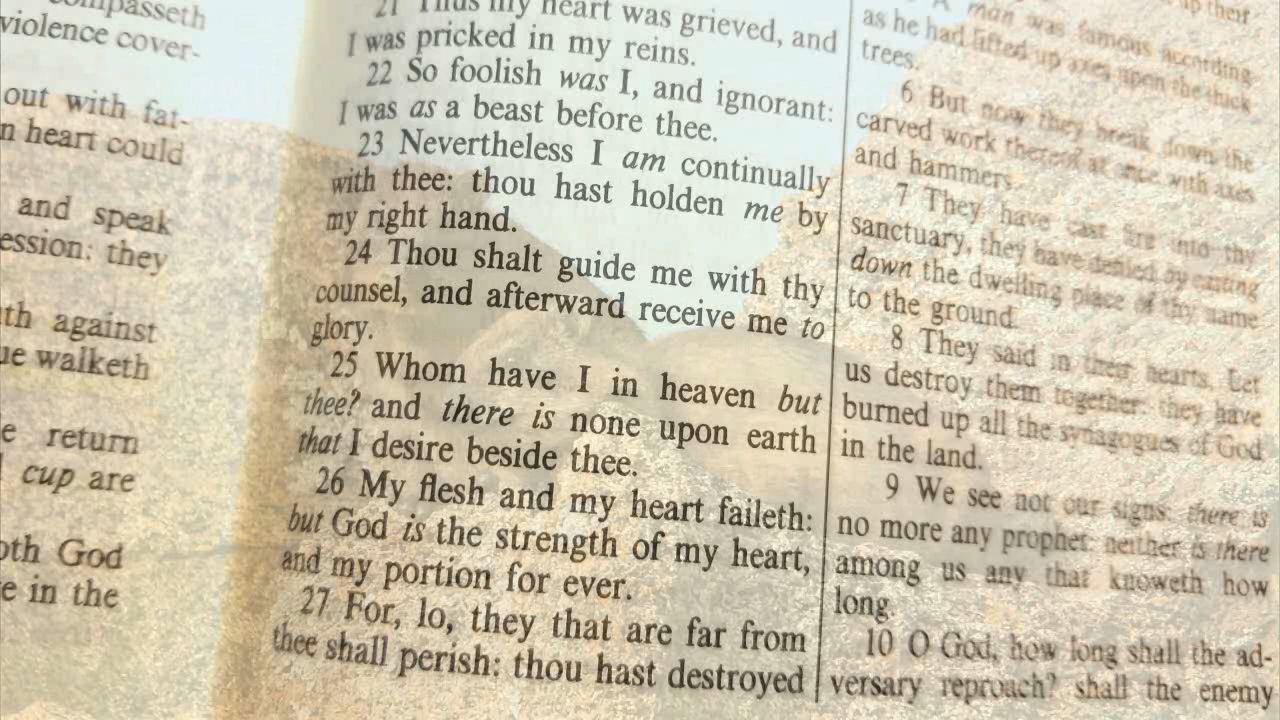 compasseth
violence cover-
out with fat-
n heart could
and speak
ession: they
th against
ue walketh
e return
cup are
oth God
e in the
21 Thus my heart was grieved, and
I was pricked in my reins.
22 So foolish was I, and ignorant:
I was as a beast before thee.
23 Nevertheless I am continually
with thee: thou hast holden me by
my right hand.
24 Thou shalt guide me with thy
counsel, and afterward receive me to
glory.
25 Whom have I in heaven but
thee? and there is none upon earth
that I desire beside thee.
26 My flesh and my heart faileth:
but God is the strength of my heart,
and my portion for ever.
27 For, lo, they that are far from
thee shall perish: thou hast destroyed
up their
A man was famous according
as he had lifted up axes upon the thick
trees.
6 But now they break down the
carved work thereof at once with axes
and hammers.
7 They have cast fire into thy
sanctuary, they have defiled by casting
down the dwelling place of thy name
to the ground.
8 They said in their hearts, Let
us destroy them together: they have
burned up all the synagogues of God
in the land.
9 We see not our signs: there is
no more any prophet: neither is there
among us any that knoweth how
long.
10 O God, how long shall the ad-
versary reproach? shall the enemy